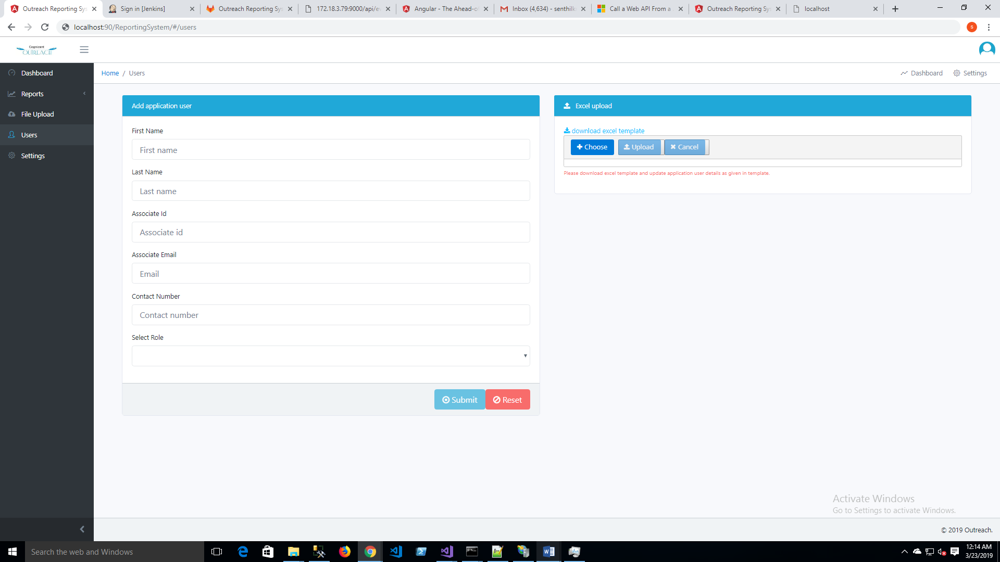 Outreach Reporting Sys
Sign in [Jenkins]
Outreach Reporting Sys
172.18.3.79:9000/api/ev
Angular - The Ahead-o
Inbox (4,634) - senthilk
Call a Web API From a
Outreach Reporting Sys
localhost
localhost:90/ReportingSystem/#/users
S
Cognizant
OUTREACH
Dashboard
Reports
File Upload
Users
Settings
Home / Users
Dashboard
Settings
Add application user
First Name
First name
Last Name
Last name
Associate Id
Associate id
Associate Email
Email
Contact Number
Contact number
Select Role
Submit
Reset
Excel upload
download excel template
Choose
Upload
Cancel
Please download excel template and update application user details as given in template.
Activate Windows
Go to Settings to activate Windows.
© 2019 Outreach.
Search the web and Windows
12:14 AM
3/23/2019